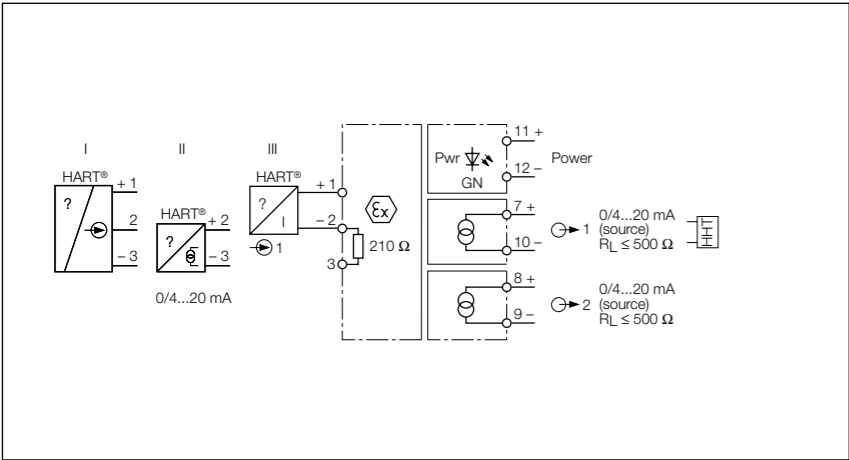 I
II
III
HART®
?
+ 1
2
– 3
HART®
?
+ 2
– 3
0/4...20 mA
HART®
?
I
1
+ 1
– 2
3
210 Ω
εx
Pwr
GN
11 +
12 –
Power
7 +
10 –
1
0/4...20 mA
(source)
RL ≤ 500 Ω
HHT
8 +
9 –
2
0/4...20 mA
(source)
RL ≤ 500 Ω